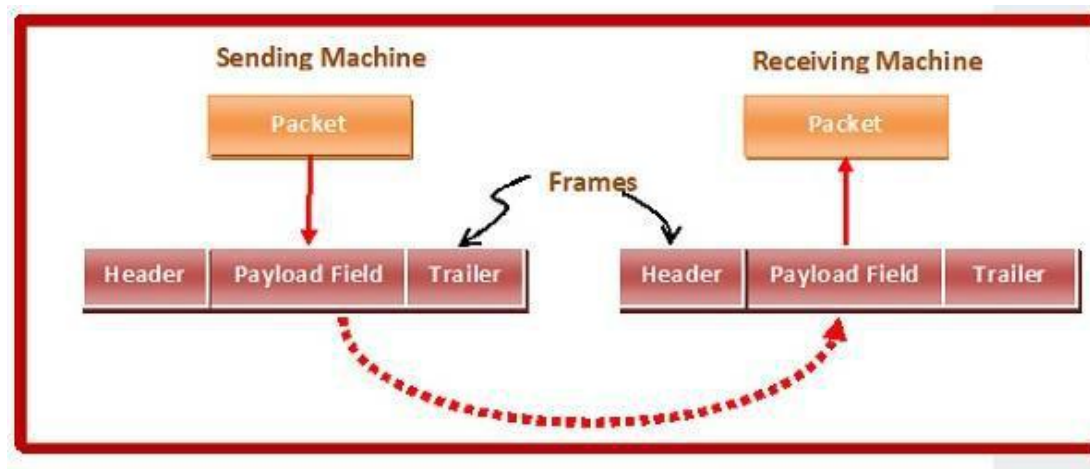 Sending Machine
Receiving Machine
Packet
Packet
Frames
Header
Payload Field
Trailer
Header
Payload Field
Trailer